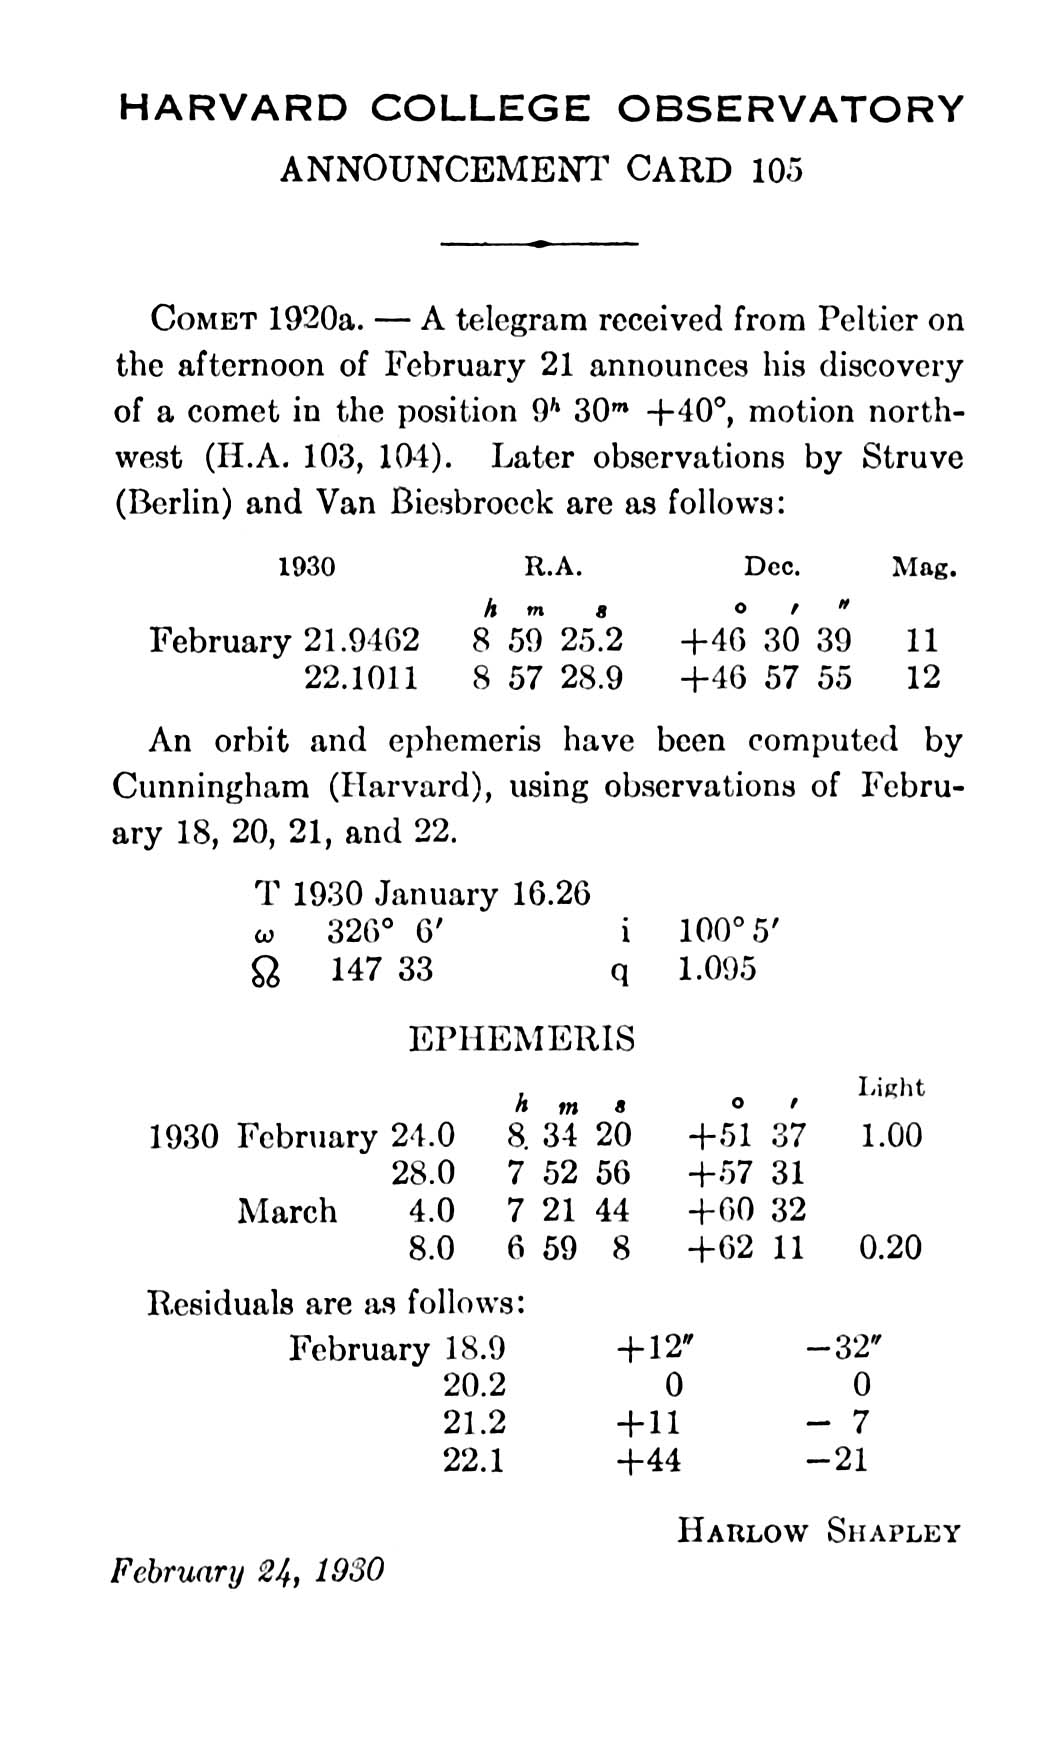 HARVARD COLLEGE OBSERVATORY
ANNOUNCEMENT CARD 105
COMET 1920a. — A telegram received from Peltier on
the afternoon of February 21 announces his discovery
of a comet in the position 9ʰ 30ᵐ +40°, motion north-
west (H.A. 103, 104). Later observations by Struve
(Berlin) and Van Biesbroeck are as follows:
1930 R.A. Dec. Mag.
h m s ° ′ ″
February 21.9462 8 59 25.2 +46 30 39 11
22.1011 8 57 28.9 +46 57 55 12
An orbit and ephemeris have been computed by
Cunningham (Harvard), using observations of Febru-
ary 18, 20, 21, and 22.
T 1930 January 16.26
ω 326° 6′ i 100° 5′
☊ 147 33 q 1.095
EPHEMERIS
Light
h m s ° ′
1930 February 24.0 8 34 20 +51 37 1.00
28.0 7 52 56 +57 31
March 4.0 7 21 44 +60 32
8.0 6 59 8 +62 11 0.20
Residuals are as follows:
February 18.9 +12″ −32″
20.2 0 0
21.2 +11 − 7
22.1 +44 −21
HARLOW SHAPLEY
February 24, 1930